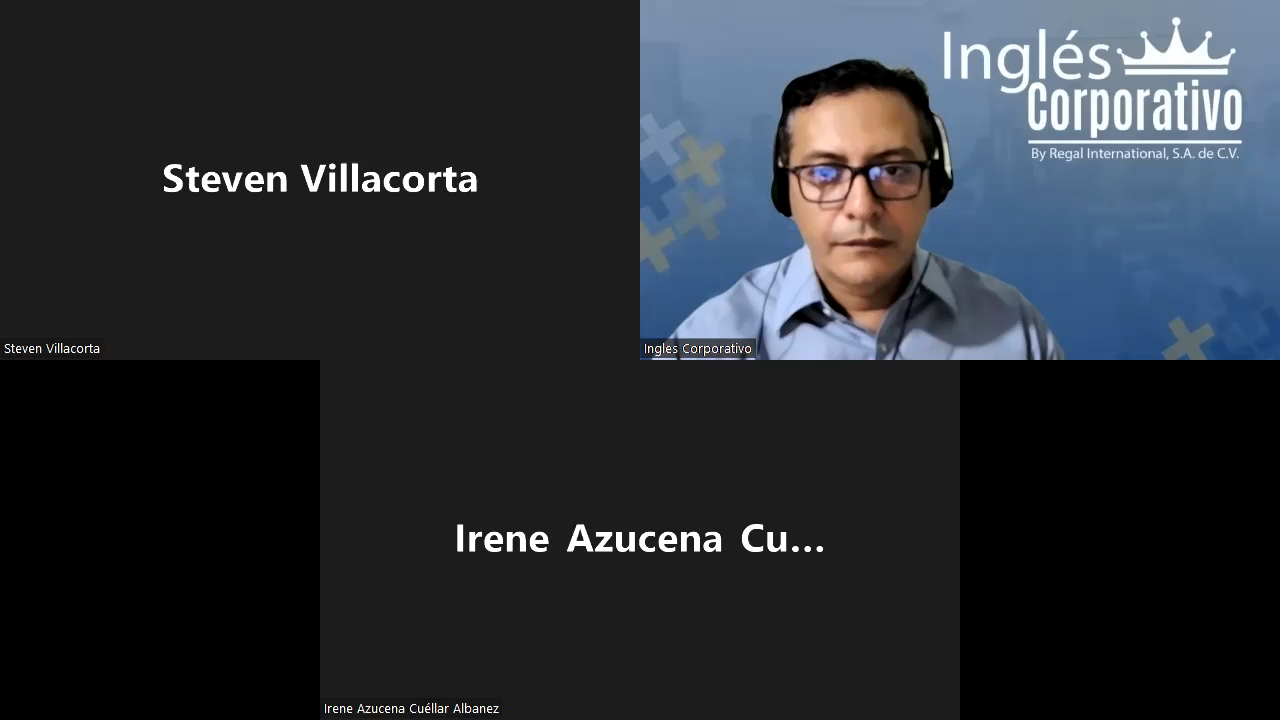 Steven Villacorta
Steven Villacorta
Inglés
Corporativo
By Regal International, S.A. de C.V.
Ingles Corporativo
Irene Azucena Cu...
Irene Azucena Cuéllar Albanez